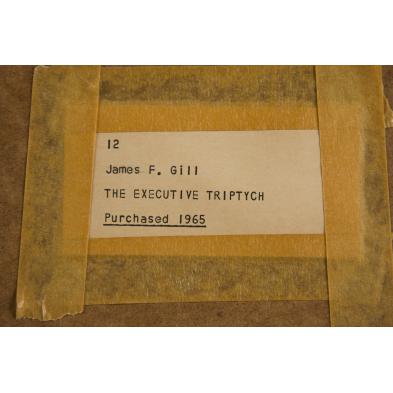 12
James F. Gill
THE EXECUTIVE TRIPTYCH
Purchased 1965